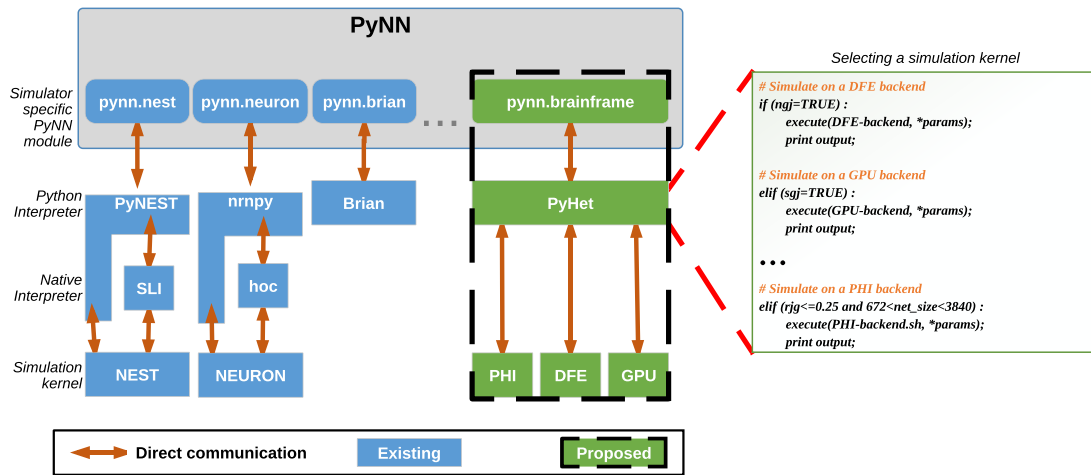 PyNN
Simulator
specific
PyNN
module
pynn.nest
pynn.neuron
pynn.brian
...
pynn.brainframe
Python
Interpreter
PyNEST
nrnpy
Brian
PyHet
Native
Interpreter
SLI
hoc
Simulation
kernel
NEST
NEURON
PHI
DFE
GPU
Direct communication
Existing
Proposed
Selecting a simulation kernel
# Simulate on a DFE backend
if (ngj=TRUE) :
execute(DFE-backend, *params);
print output;
# Simulate on a GPU backend
elif (sgj=TRUE) :
execute(GPU-backend, *params);
print output;
...
# Simulate on a PHI backend
elif (rjg<=0.25 and 672<net_size<3840) :
execute(PHI-backend.sh, *params);
print output;